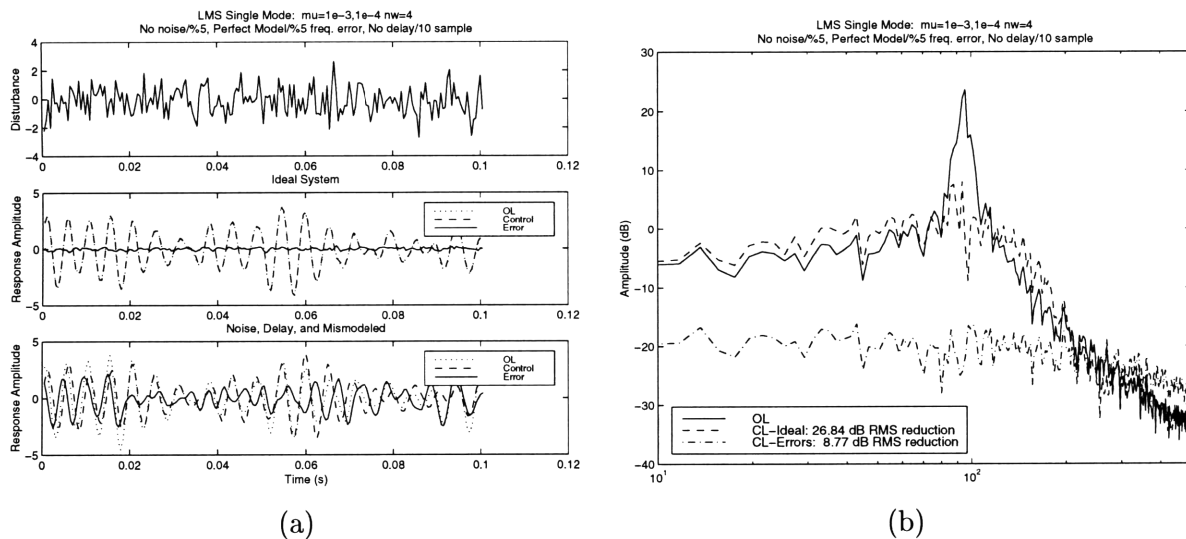 LMS Single Mode: mu=1e−3,1e−4 nw=4
No noise/%5, Perfect Model/%5 freq. error, No delay/10 sample
4
2
0
−2
−4
Disturbance
0 0.02 0.04 0.06 0.08 0.1 0.12
Ideal System
5
0
−5
Response Amplitude
OL
Control
Error
0 0.02 0.04 0.06 0.08 0.1 0.12
Noise, Delay, and Mismodeled
5
0
−5
Response Amplitude
OL
Control
Error
0 0.02 0.04 0.06 0.08 0.1 0.12
Time (s)
(a)
LMS Single Mode: mu=1e−3,1e−4 nw=4
No noise/%5, Perfect Model/%5 freq. error, No delay/10 sample
30
20
10
0
−10
−20
−30
−40
Amplitude (dB)
OL
CL−Ideal: 26.84 dB RMS reduction
CL−Errors: 8.77 dB RMS reduction
10¹ 10²
(b)